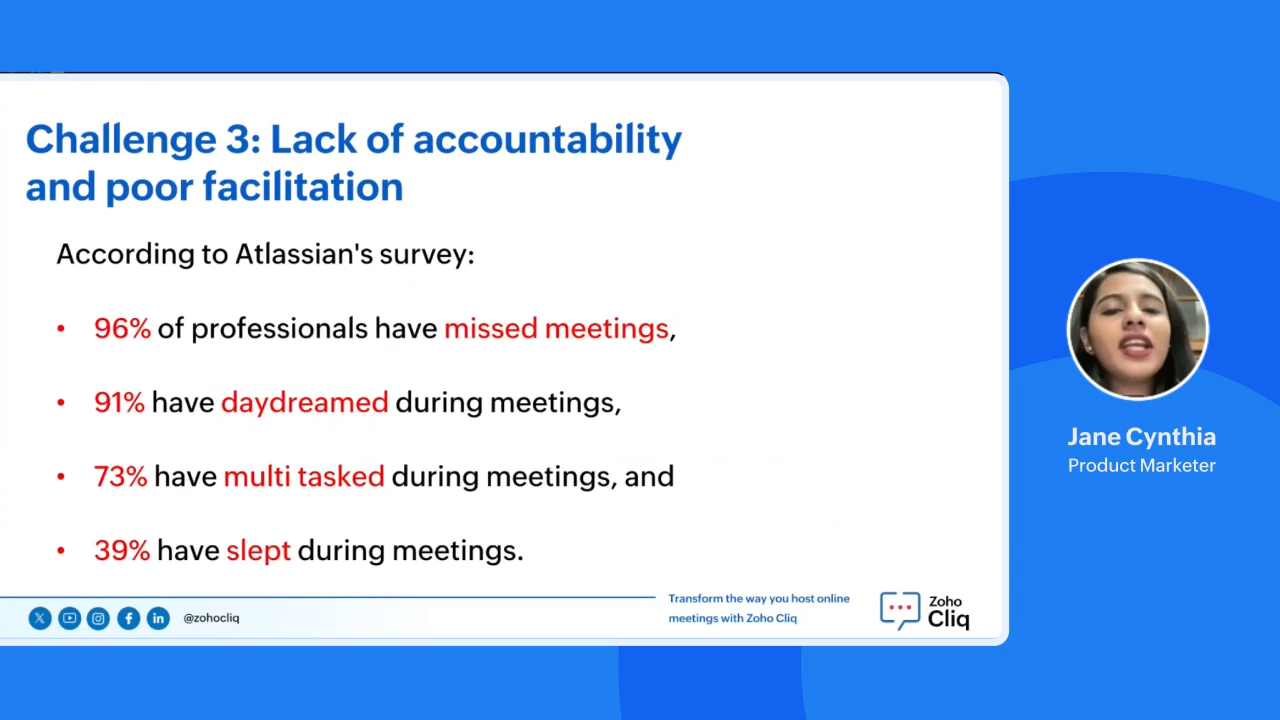 Challenge 3: Lack of accountability
and poor facilitation
According to Atlassian's survey:
• 96% of professionals have missed meetings,
• 91% have daydreamed during meetings,
• 73% have multi tasked during meetings, and
• 39% have slept during meetings.
@zohocliq
Transform the way you host online
meetings with Zoho Cliq
Zoho
Cliq
Jane Cynthia
Product Marketer